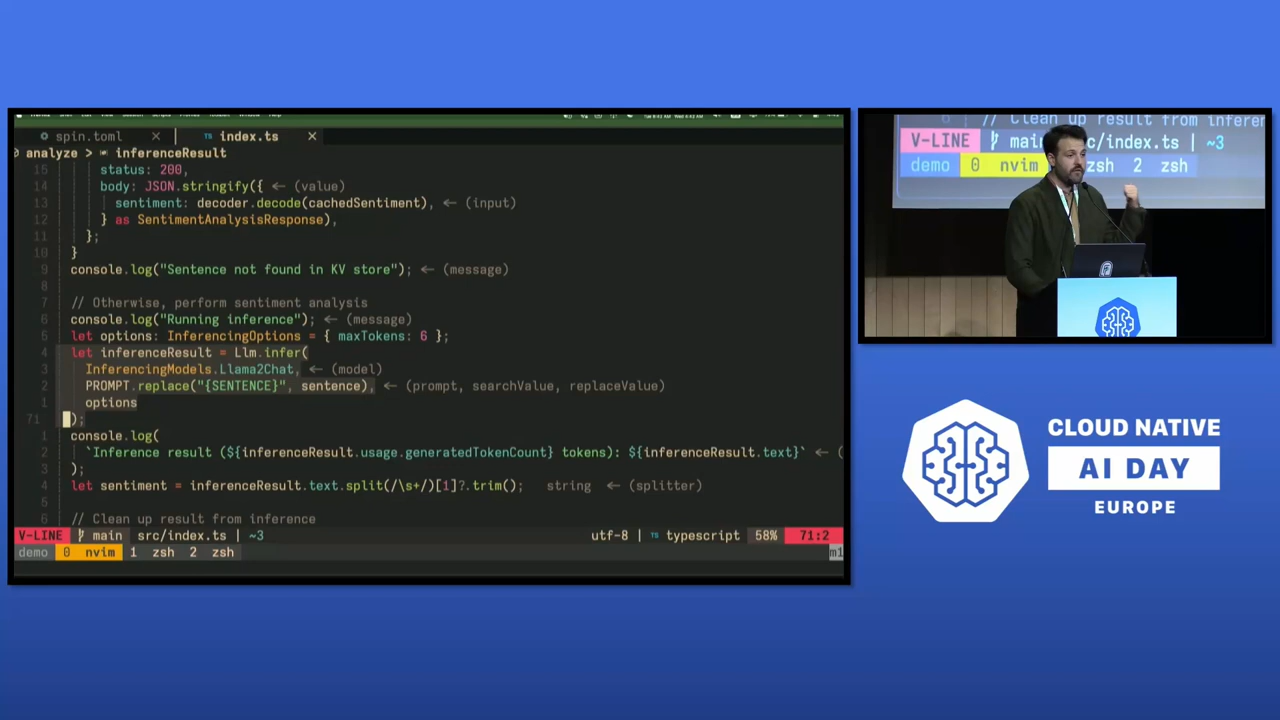 spin.toml × index.ts ×
analyze > inferenceResult
15 status: 200,
14 body: JSON.stringify({ ← (value)
13 sentiment: decoder.decode(cachedSentiment), ← (input)
12 } as SentimentAnalysisResponse),
11 };
10 }
9 console.log("Sentence not found in KV store"); ← (message)
8
7 // Otherwise, perform sentiment analysis
6 console.log("Running inference"); ← (message)
5 let options: InferencingOptions = { maxTokens: 6 };
4 let inferenceResult = Llm.infer(
3 InferencingModels.Llama2Chat, ← (model)
2 PROMPT.replace("{SENTENCE}", sentence), ← (prompt, searchValue, replaceValue)
1 options
71 );
1 console.log(
2 `Inference result (${inferenceResult.usage.generatedTokenCount} tokens): ${inferenceResult.text}` ← (
3 );
4 let sentiment = inferenceResult.text.split(/\s+/)[1]?.trim(); string ← (splitter)
5
6 // Clean up result from inference
V-LINE main src/index.ts | ~3 utf-8 | TS typescript 58% 71:2
demo 0 nvim 1 zsh 2 zsh m1
6 // Clean up result from infere
V-LINE main src/index.ts | ~3
demo 0 nvim zsh 2 zsh
CLOUD NATIVE
AI DAY
EUROPE